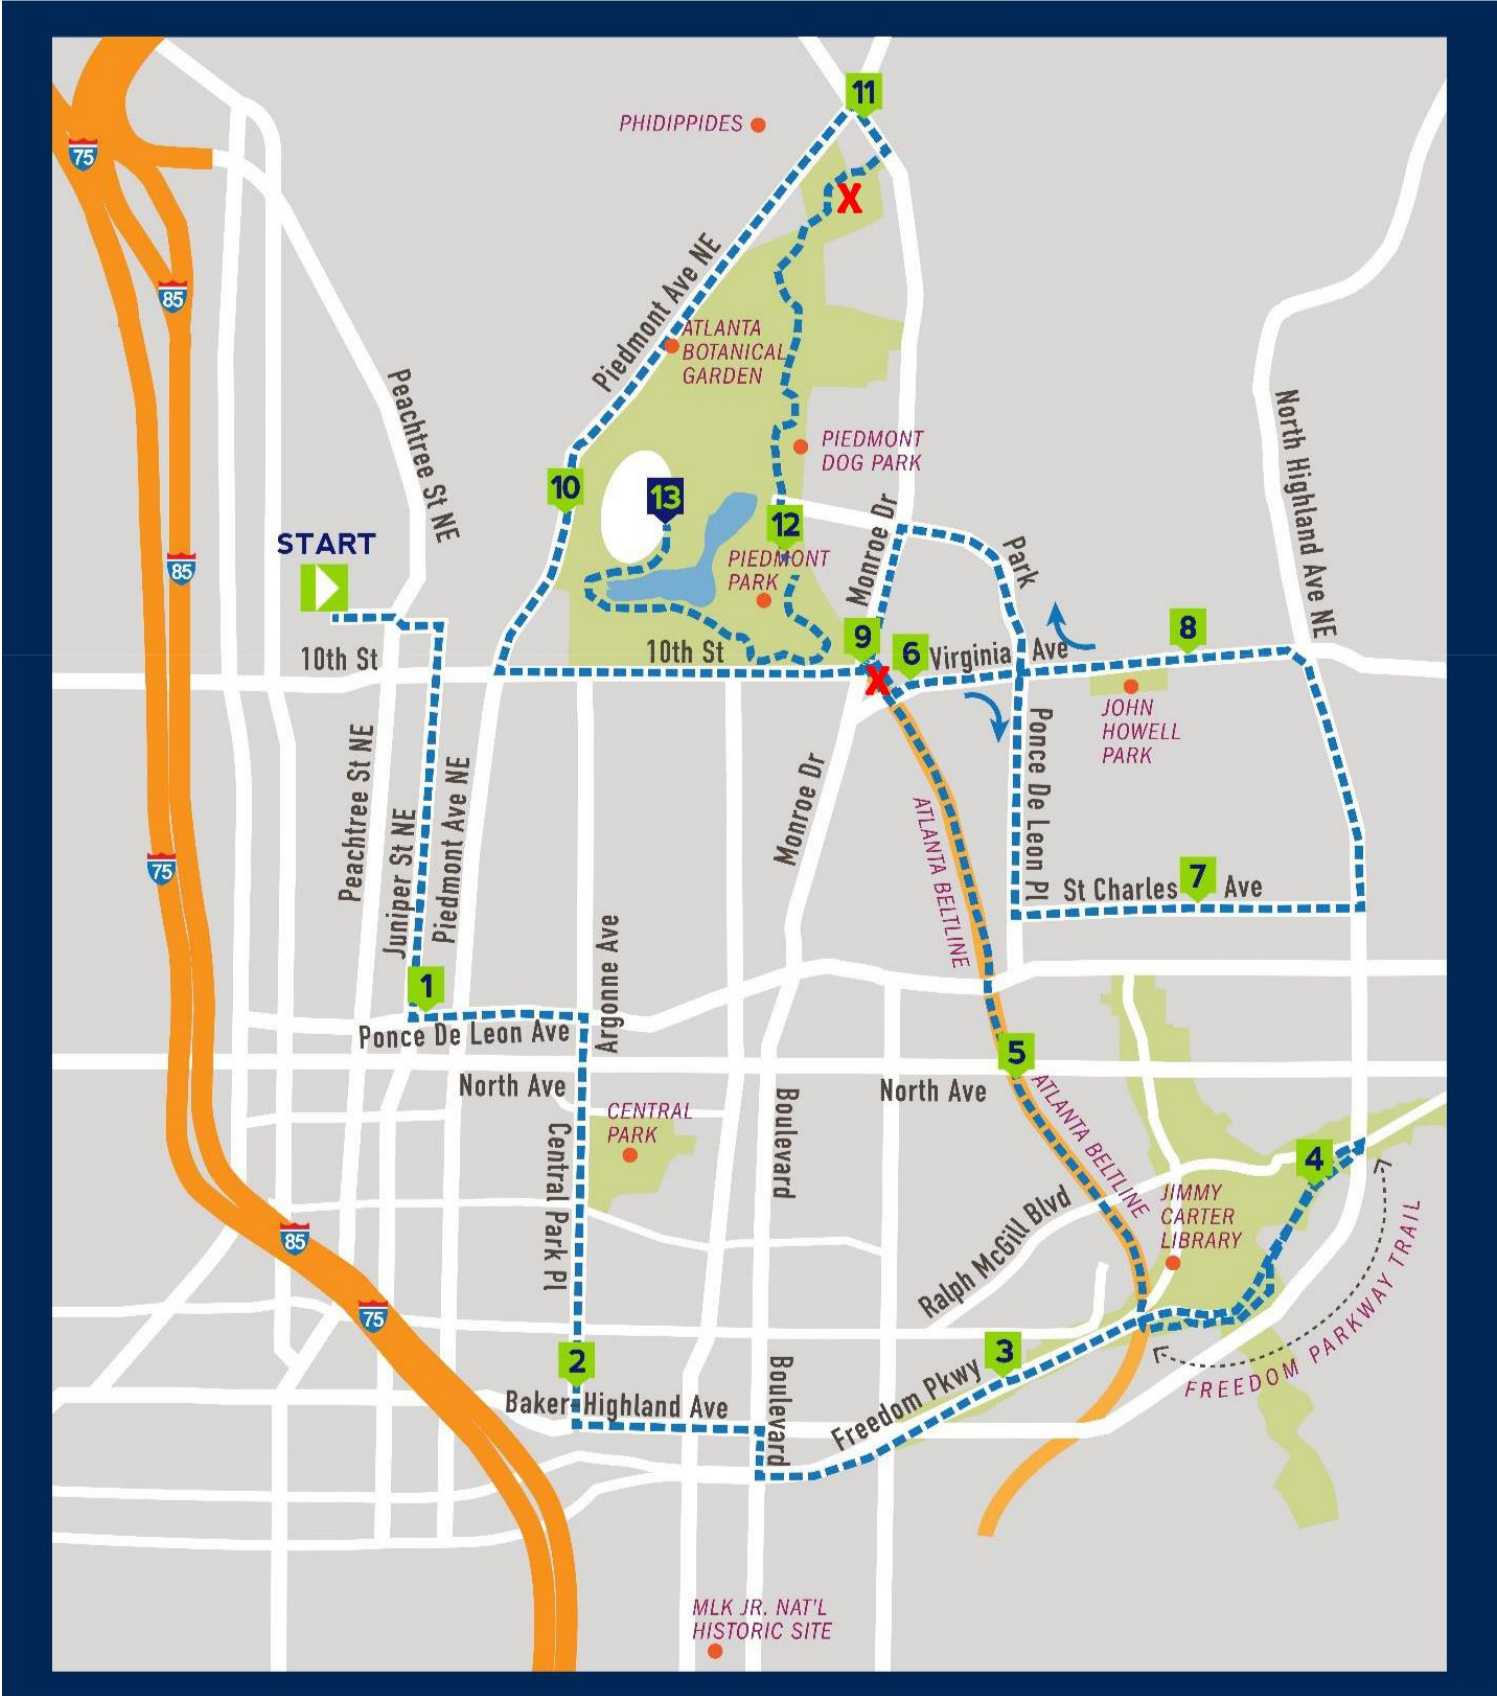 11
PHIDIPPIDES
75
85
Piedmont Ave NE
ATLANTA
BOTANICAL
GARDEN
Peachtree St NE
PIEDMONT
DOG PARK
North Highland Ave NE
10
13
12
START
Monroe Dr
Park
PIEDMONT
PARK
85
9
6
8
10th St
10th St
Virginia Ave
JOHN
HOWELL
PARK
Ponce De Leon Pl
Peachtree St NE
Juniper St NE
Piedmont Ave NE
Monroe Dr
ATLANTA BELTLINE
75
St Charles
7
Ave
Argonne Ave
1
Ponce De Leon Ave
5
North Ave
North Ave
ATLANTA BELTLINE
CENTRAL
PARK
Boulevard
Central Park Pl
4
JIMMY
CARTER
LIBRARY
Ralph McGill Blvd
FREEDOM PARKWAY TRAIL
85
75
2
3
Baker-Highland Ave
Boulevard
Freedom Pkwy
MLK JR. NAT'L
HISTORIC SITE
X
X